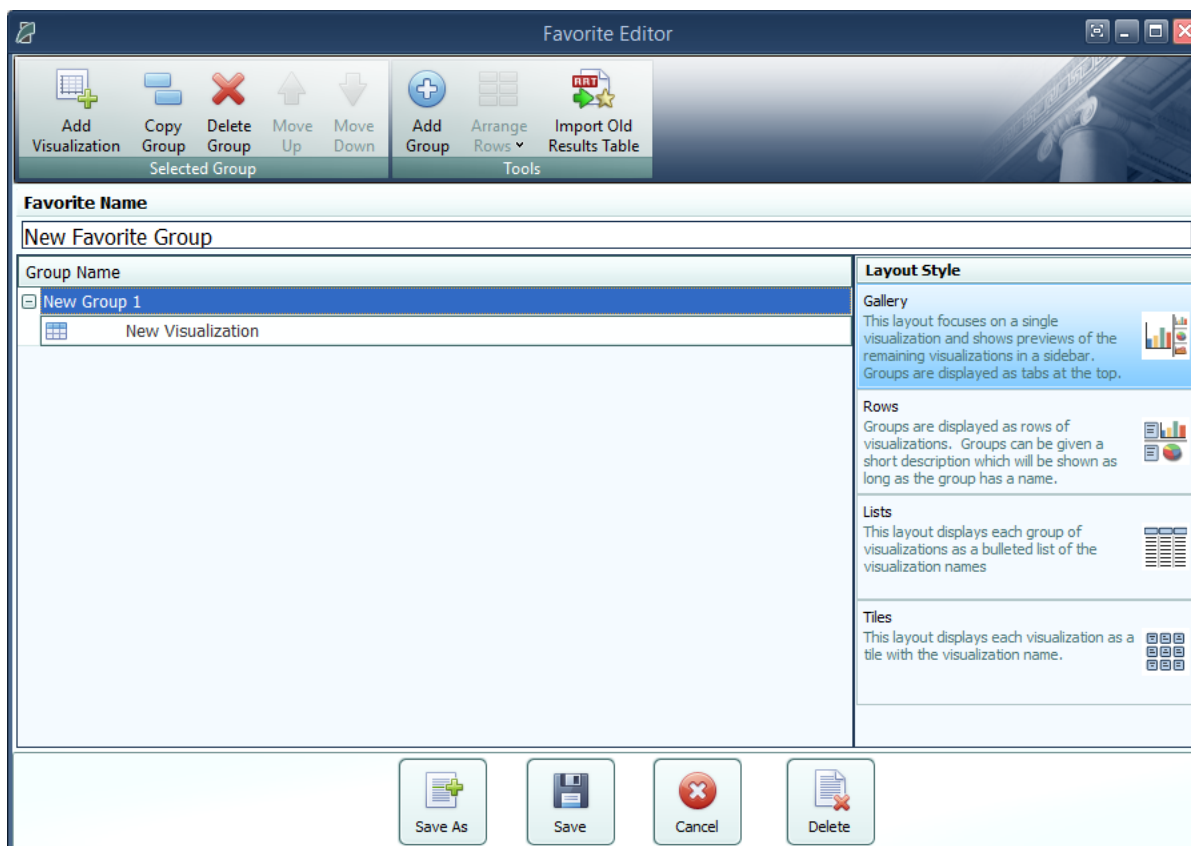 Favorite Editor
Add Visualization
Copy Group
Delete Group
Move Up
Move Down
Selected Group
Add Group
Arrange Rows
RRT
Import Old Results Table
Tools
Favorite Name
New Favorite Group
Group Name
New Group 1
New Visualization
Layout Style
Gallery
This layout focuses on a single
visualization and shows previews of the
remaining visualizations in a sidebar.
Groups are displayed as tabs at the top.
Rows
Groups are displayed as rows of
visualizations. Groups can be given a
short description which will be shown as
long as the group has a name.
Lists
This layout displays each group of
visualizations as a bulleted list of the
visualization names
Tiles
This layout displays each visualization as a
tile with the visualization name.
Save As
Save
Cancel
Delete